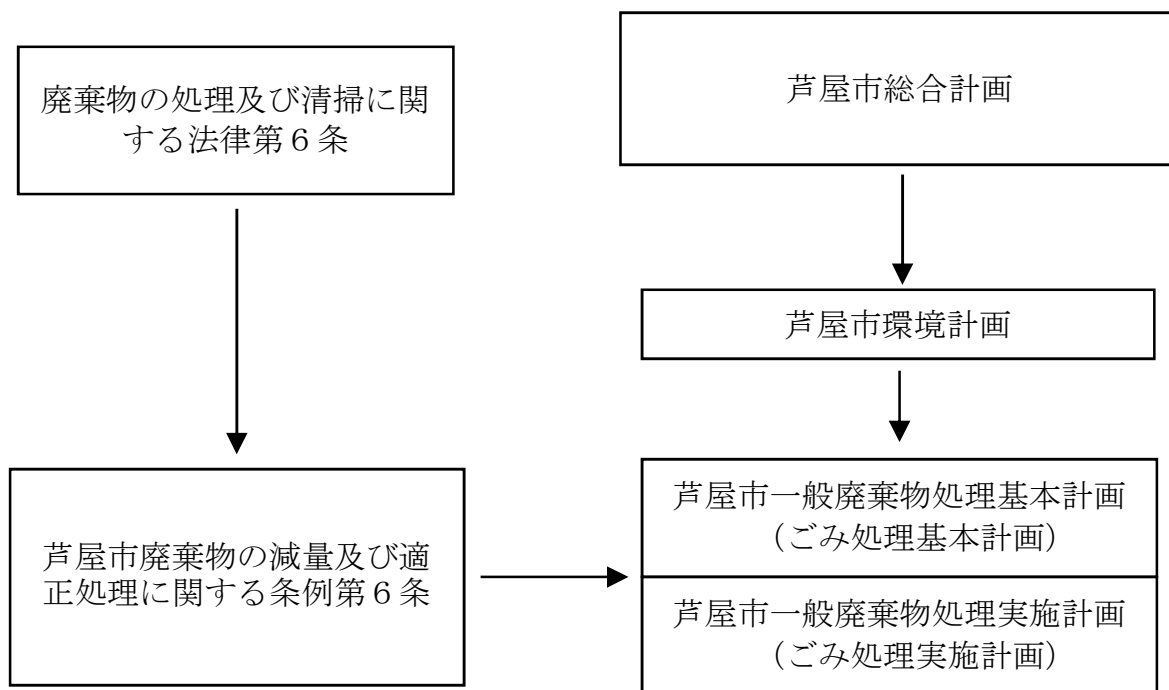 廃棄物の処理及び清掃に関
する法律第６条
芦屋市総合計画
芦屋市環境計画
芦屋市廃棄物の減量及び適
正処理に関する条例第６条
芦屋市一般廃棄物処理基本計画
（ごみ処理基本計画）
芦屋市一般廃棄物処理実施計画
（ごみ処理実施計画）